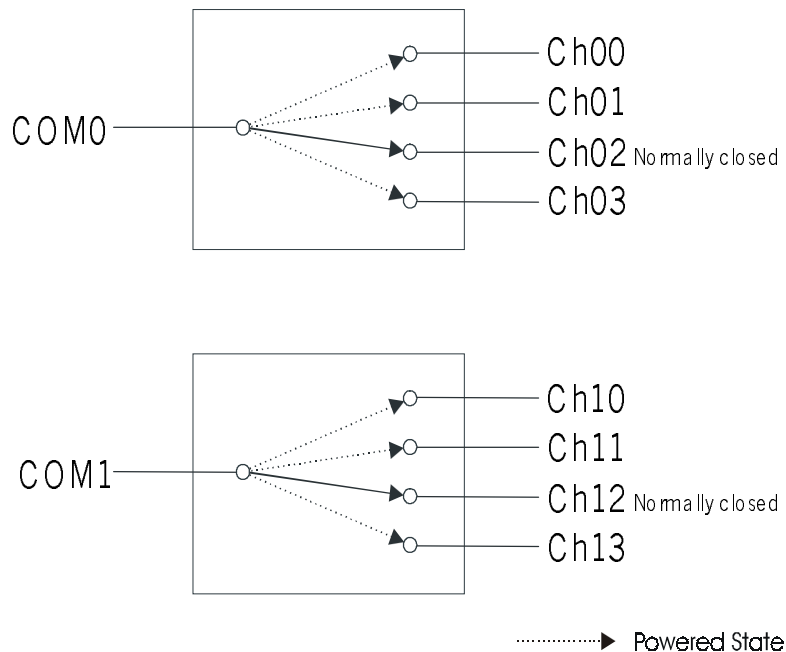 Ch00
Ch01
COM0
Ch02 Normally closed
Ch03
Ch10
Ch11
COM1
Ch12 Normally closed
Ch13
Powered State